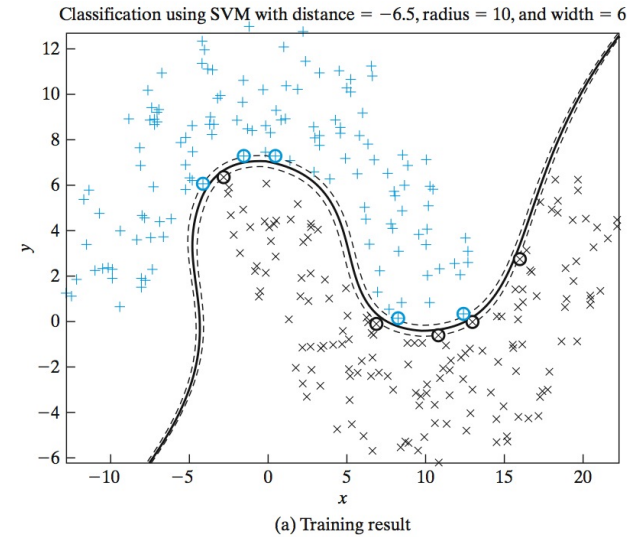 Classification using SVM with distance = −6.5, radius = 10, and width = 6
12
10
8
6
4
2
0
−2
−4
−6
y
−10 −5 0 5 10 15 20
x
(a) Training result